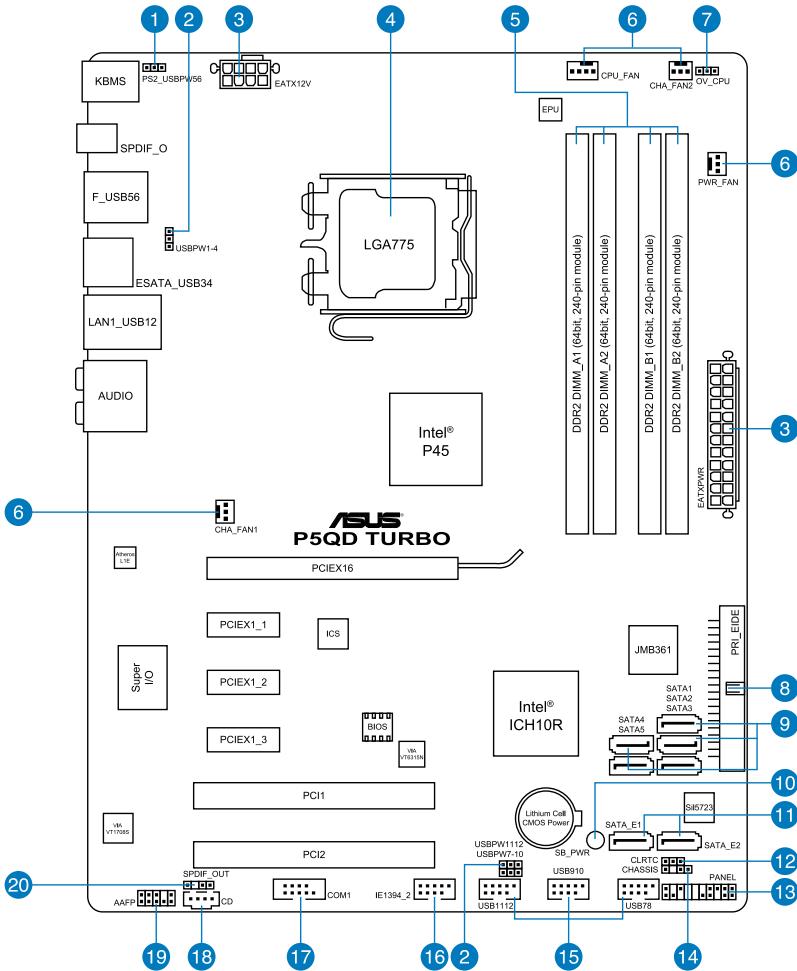 1
2
3
4
5
6
7
KBMS
PS2_USBPW56
EATX12V
CPU_FAN
CHA_FAN2
OV_CPU
EPU
SPDIF_O
6
PWR_FAN
F_USB56
2
USBPW1-4
LGA775
ESATA_USB34
LAN1_USB12
AUDIO
DDR2 DIMM_A1 (64bit, 240-pin module)
DDR2 DIMM_A2 (64bit, 240-pin module)
DDR2 DIMM_B1 (64bit, 240-pin module)
DDR2 DIMM_B2 (64bit, 240-pin module)
Intel®
P45
3
EATXPWR
6
CHA_FAN1
ASUS
P5QD TURBO
Atheros
L1E
PCIEX16
PCIEX1_1
ICS
JMB361
PRI_EIDE
Super
I/O
PCIEX1_2
Intel®
ICH10R
SATA1
SATA2
SATA3
8
SATA4
SATA5
9
BIOS
PCIEX1_3
VIA
VT6315N
10
PCI1
Lithium Cell
CMOS Power
SiI5723
VIA
VT1708S
SATA_E1
11
SB_PWR
SATA_E2
PCI2
USBPW1112
USBPW7-10
CLRTC
12
CHASSIS
20
SPDIF_OUT
USB910
PANEL
AAFP
CD
COM1
IE1394_2
USB1112
USB78
13
19
18
17
16
2
15
14